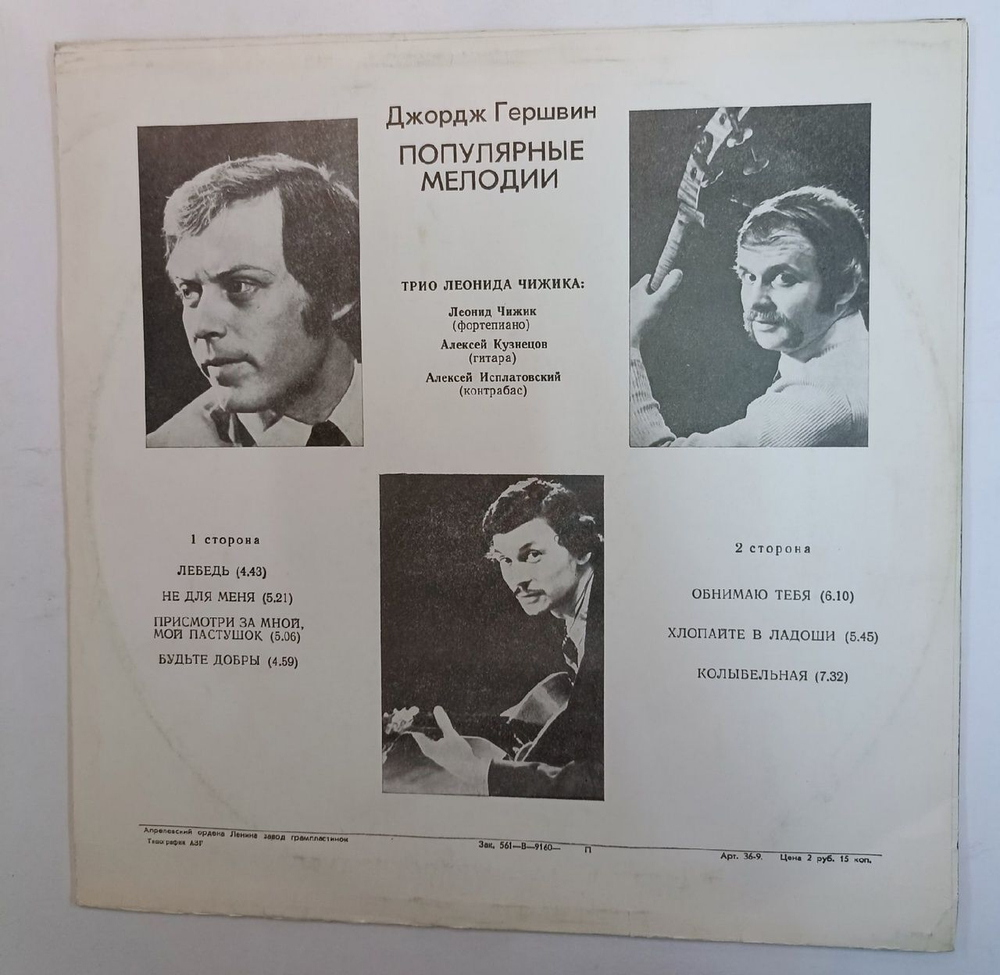 Джордж Гершвин
ПОПУЛЯРНЫЕ
МЕЛОДИИ
ТРИО ЛЕОНИДА ЧИЖИКА:
Леонид Чижик
(фортепиано)
Алексей Кузнецов
(гитара)
Алексей Исплатовский
(контрабас)
1 сторона
ЛЕБЕДЬ (4.43)
НЕ ДЛЯ МЕНЯ (5.21)
ПРИСМОТРИ ЗА МНОЙ,
МОЙ ПАСТУШОК (5.06)
БУДЬТЕ ДОБРЫ (4.59)
2 сторона
ОБНИМАЮ ТЕБЯ (6.10)
ХЛОПАЙТЕ В ЛАДОШИ (5.45)
КОЛЫБЕЛЬНАЯ (7.32)
Апрелевский ордена Ленина завод грампластинок
Типография АЗГ
Зак. 561—В—9160— П
Арт. 36-9. Цена 2 руб. 15 коп.